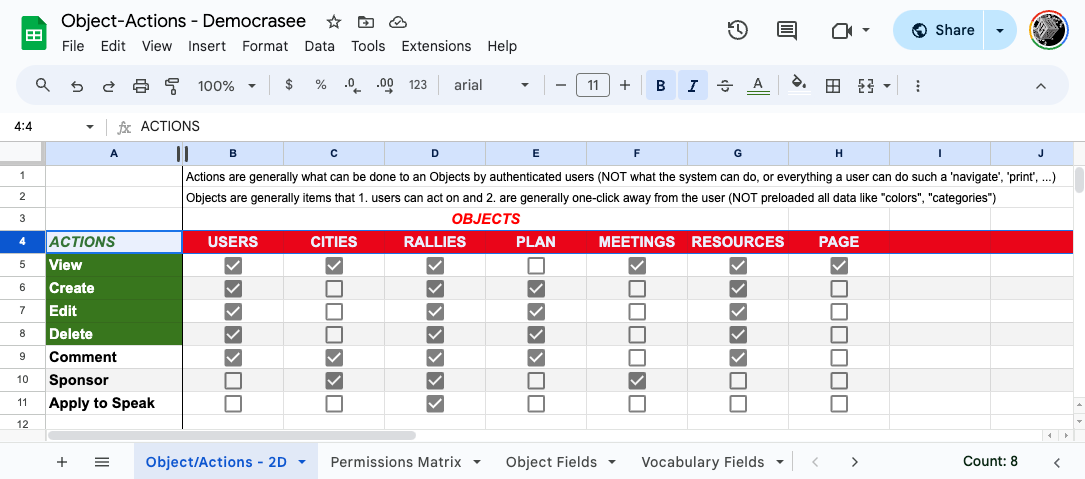 Object-Actions - Democrasee
File Edit View Insert Format Data Tools Extensions Help
Share
100% $ % .0 .00 123 arial 11 B I A
4:4 fx ACTIONS
A B C D E F G H I J
1 Actions are generally what can be done to an Objects by authenticated users (NOT what the system can do, or everything a user can do such a 'navigate', 'print', ...)
2 Objects are generally items that 1. users can act on and 2. are generally one-click away from the user (NOT preloaded all data like "colors", "categories")
3 OBJECTS
4 ACTIONS USERS CITIES RALLIES PLAN MEETINGS RESOURCES PAGE
5 View
6 Create
7 Edit
8 Delete
9 Comment
10 Sponsor
11 Apply to Speak
12
Object/Actions - 2D Permissions Matrix Object Fields Vocabulary Fields Count: 8